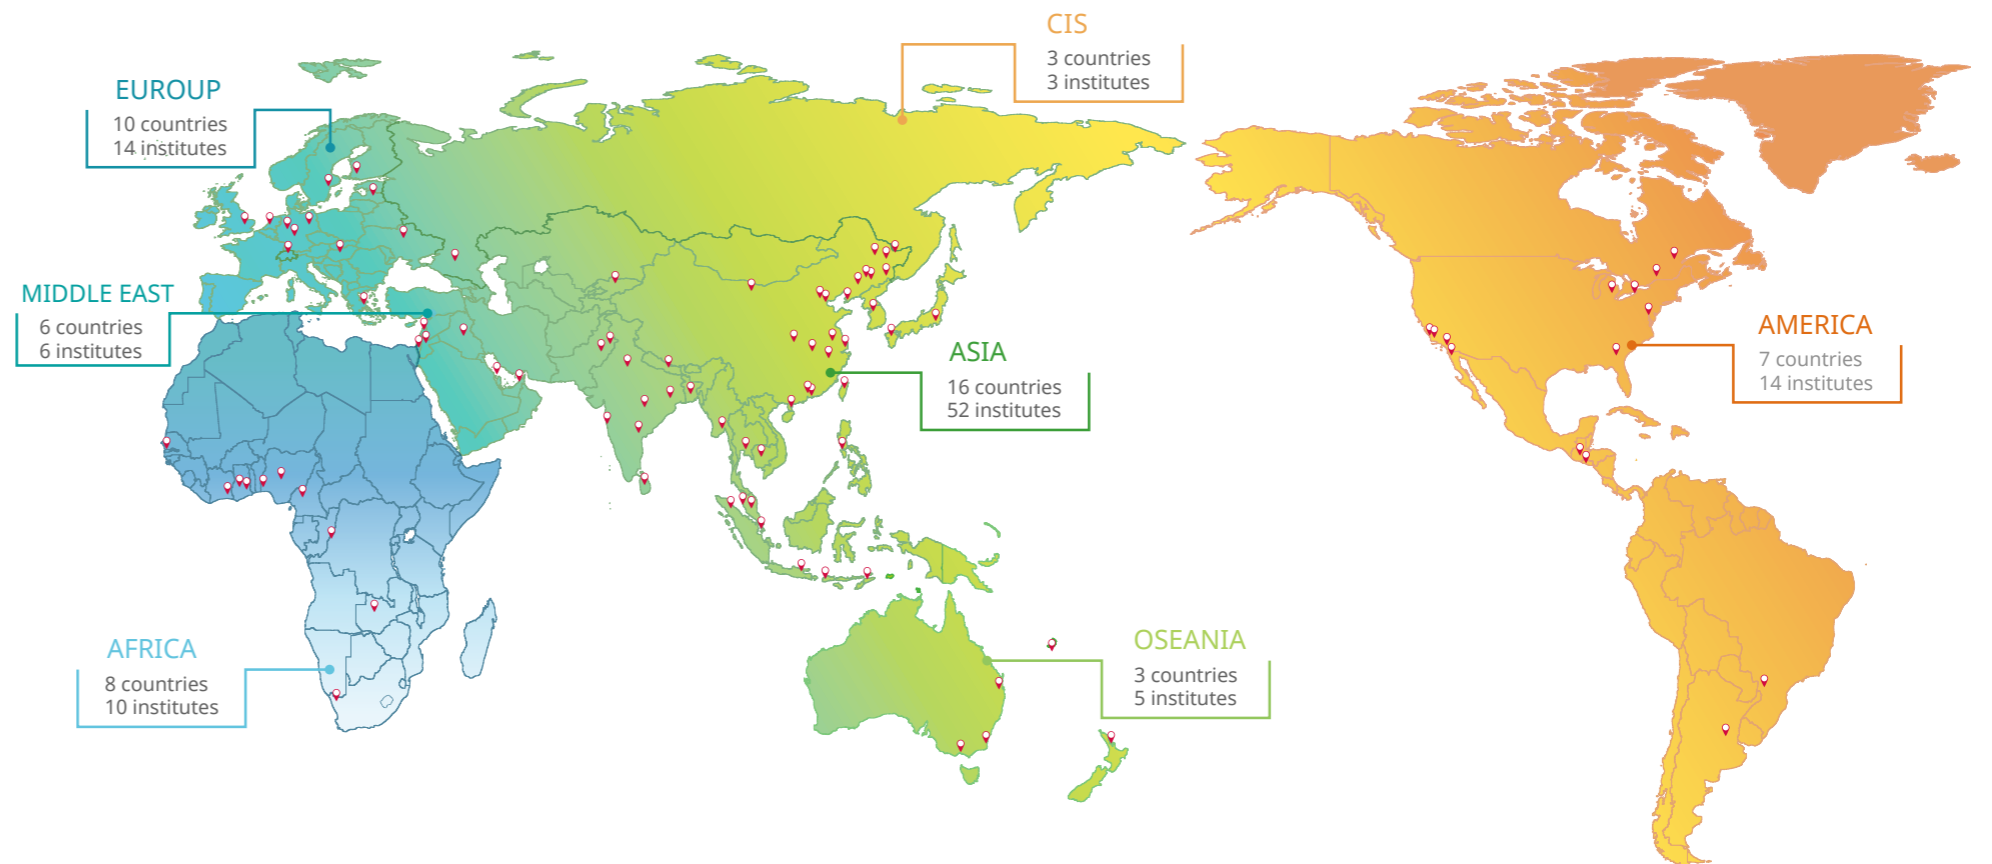 CIS
3 countries
3 institutes
EUROUP
10 countries
14 institutes
MIDDLE EAST
6 countries
6 institutes
ASIA
16 countries
52 institutes
AMERICA
7 countries
14 institutes
AFRICA
8 countries
10 institutes
OSEANIA
3 countries
5 institutes